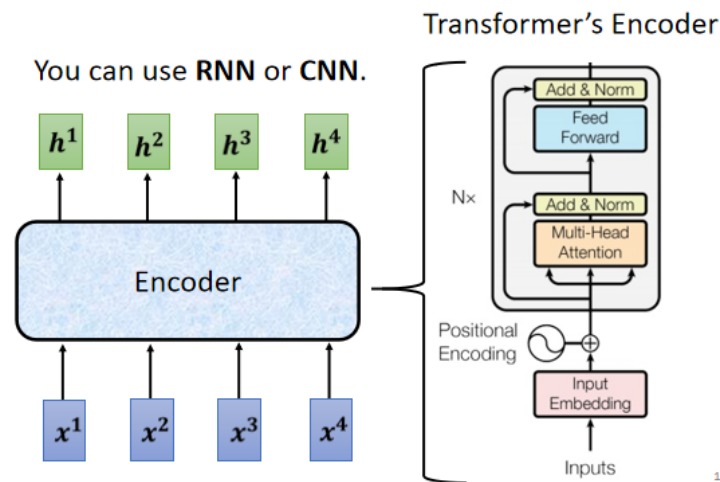 Transformer's Encoder
You can use RNN or CNN.
h¹ h² h³ h⁴
Encoder
x¹ x² x³ x⁴
Add & Norm
Feed
Forward
N×
Add & Norm
Multi-Head
Attention
Positional
Encoding
Input
Embedding
Inputs
1